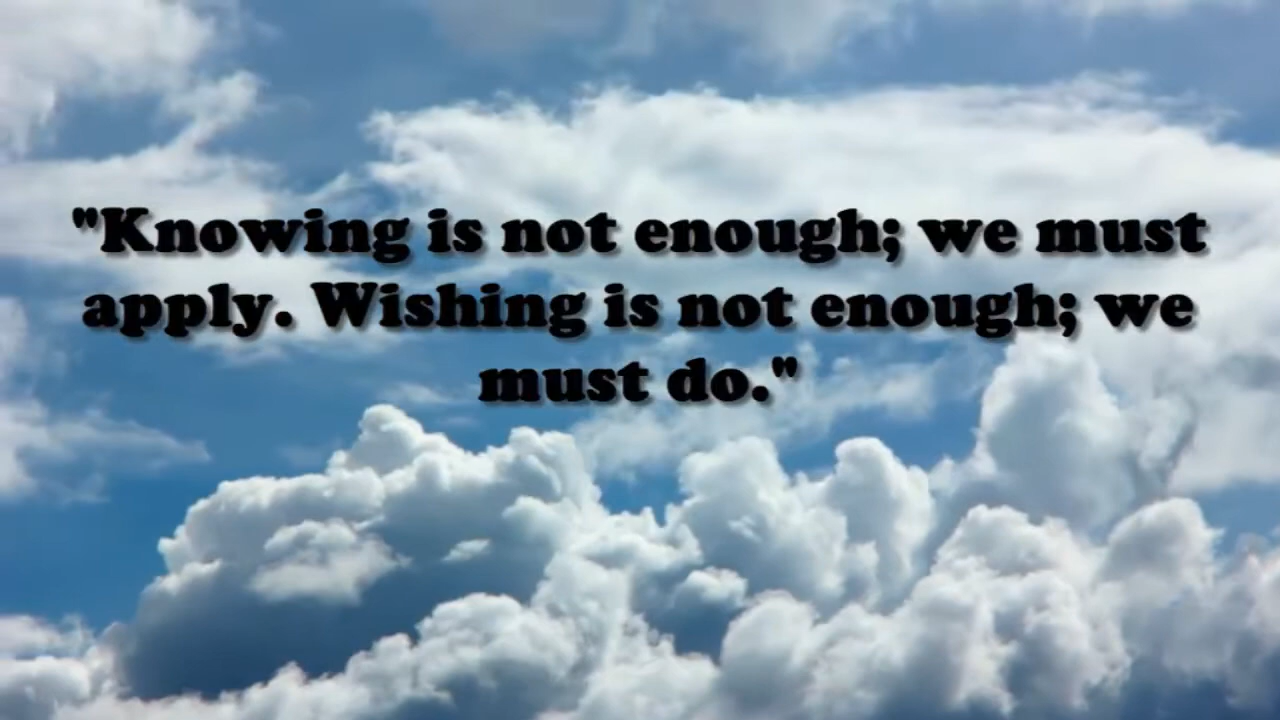 "Knowing is not enough; we must
apply. Wishing is not enough; we
must do."